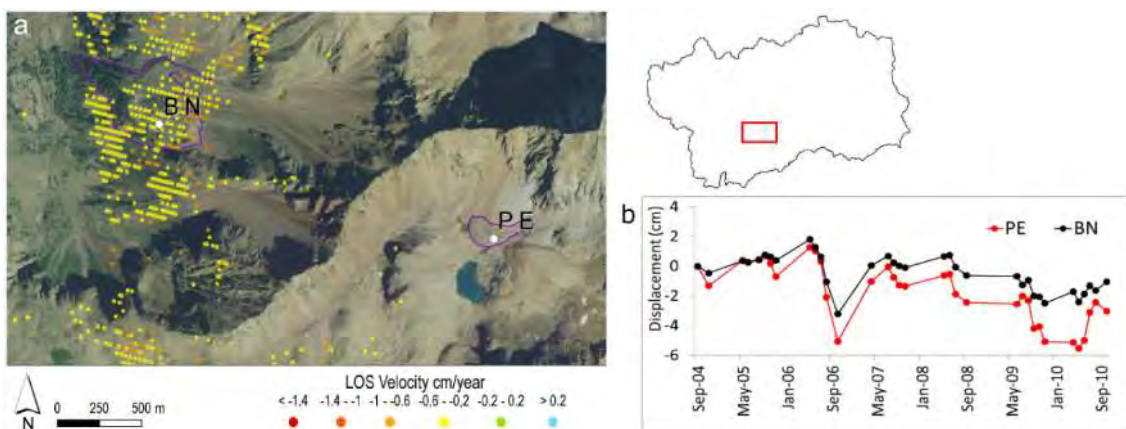 a
B N
P E
N
0 250 500 m
LOS Velocity cm/year
< -1.4 -1.4 - -1 -1 - -0.6 -0,6 - -0,2 -0.2 - 0.2 > 0.2
b
Displacement (cm)
4
2
0
-2
-4
-6
PE BN
Sep-04
May-05
Jan-06
Sep-06
May-07
Jan-08
Sep-08
May-09
Jan-10
Sep-10